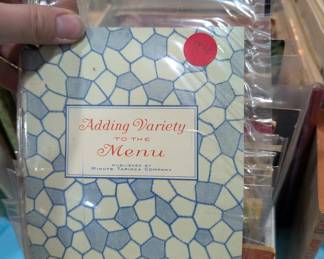 Adding Variety
TO THE
Menu
PUBLISHED BY
MINUTE TAPIOCA COMPANY